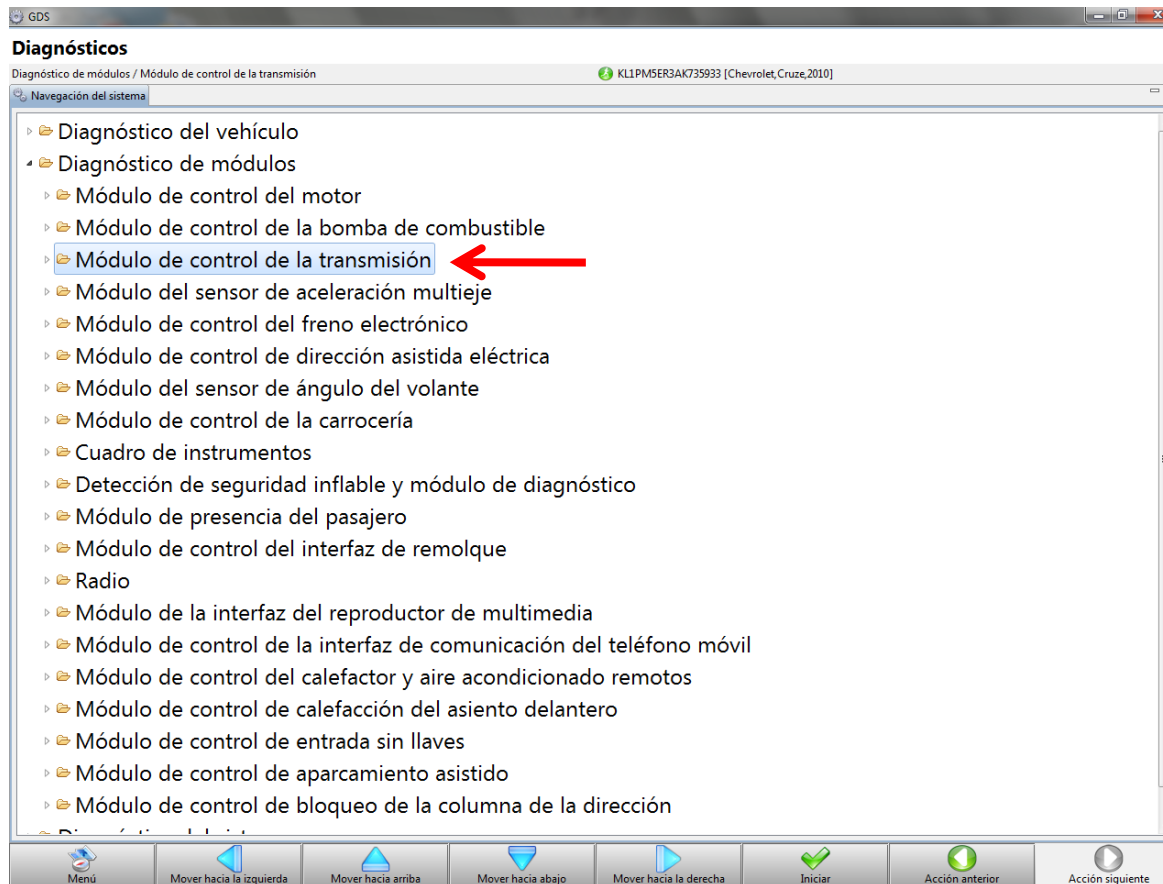 GDS
Diagnósticos
Diagnóstico de módulos / Módulo de control de la transmisión
KL1PM5ER3AK735933 [Chevrolet,Cruze,2010]
Navegación del sistema
Diagnóstico del vehículo
Diagnóstico de módulos
Módulo de control del motor
Módulo de control de la bomba de combustible
Módulo de control de la transmisión
Módulo del sensor de aceleración multieje
Módulo de control del freno electrónico
Módulo de control de dirección asistida eléctrica
Módulo del sensor de ángulo del volante
Módulo de control de la carrocería
Cuadro de instrumentos
Detección de seguridad inflable y módulo de diagnóstico
Módulo de presencia del pasajero
Módulo de control del interfaz de remolque
Radio
Módulo de la interfaz del reproductor de multimedia
Módulo de control de la interfaz de comunicación del teléfono móvil
Módulo de control del calefactor y aire acondicionado remotos
Módulo de control de calefacción del asiento delantero
Módulo de control de entrada sin llaves
Módulo de control de aparcamiento asistido
Módulo de control de bloqueo de la columna de la dirección
Menú
Mover hacia la izquierda
Mover hacia arriba
Mover hacia abajo
Mover hacia la derecha
Iniciar
Acción anterior
Acción siguiente